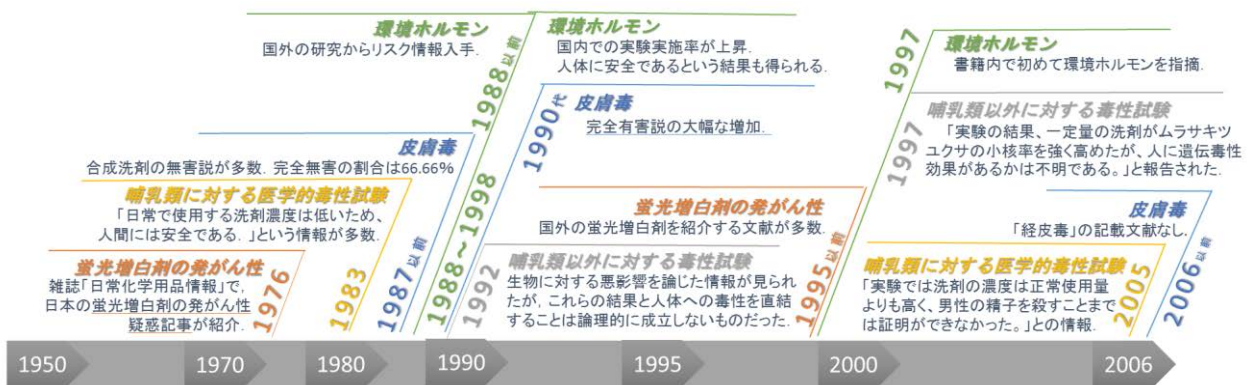 環境ホルモン
国外の研究からリスク情報入手.
1988以前
環境ホルモン
国内での実験実施率が上昇.
人体に安全であるという結果も得られる.
1988～1998
皮膚毒
合成洗剤の無害説が多数. 完全無害の割合は66.66%
1987以前
皮膚毒
完全有害説の大幅な増加.
1990代
哺乳類に対する医学的毒性試験
「日常で使用する洗剤濃度は低いため、
人間には安全である. 」という情報が多数.
1983
蛍光増白剤の発がん性
雑誌「日常化学用品情報」で,
日本の蛍光増白剤の発がん性
疑惑記事が紹介.
1976
蛍光増白剤の発がん性
国外の蛍光増白剤を紹介する文献が多数.
1995以前
哺乳類以外に対する毒性試験
生物に対する悪影響を論じた情報が見られ
たが, これらの結果と人体への毒性を直結
することは論理的に成立しないものだった.
1992
環境ホルモン
書籍内で初めて環境ホルモンを指摘.
1997
哺乳類以外に対する毒性試験
「実験の結果、一定量の洗剤がムラサキツ
ユクサの小核率を強く高めたが、人に遺伝毒性
効果があるかは不明である。」と報告された.
1997
皮膚毒
「経皮毒」の記載文献なし.
2006以前
哺乳類に対する医学的毒性試験
「実験では洗剤の濃度は正常使用量
よりも高く、男性の精子を殺すことまで
は証明ができなかった。」との情報.
2005
1950
1970
1980
1990
1995
2000
2006